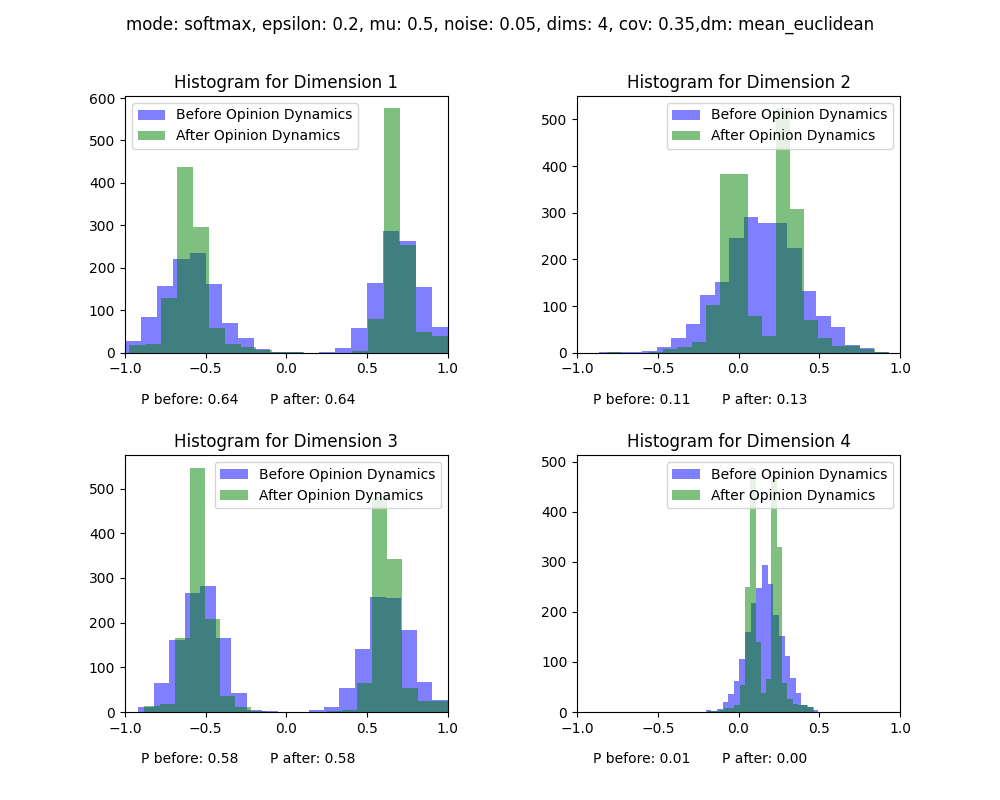 mode: softmax, epsilon: 0.2, mu: 0.5, noise: 0.05, dims: 4, cov: 0.35,dm: mean_euclidean
Histogram for Dimension 1
Before Opinion Dynamics
After Opinion Dynamics
600
500
400
300
200
100
0
−1.0 −0.5 0.0 0.5 1.0
P before: 0.64 P after: 0.64
Histogram for Dimension 2
Before Opinion Dynamics
After Opinion Dynamics
500
400
300
200
100
0
−1.0 −0.5 0.0 0.5 1.0
P before: 0.11 P after: 0.13
Histogram for Dimension 3
Before Opinion Dynamics
After Opinion Dynamics
500
400
300
200
100
0
−1.0 −0.5 0.0 0.5 1.0
P before: 0.58 P after: 0.58
Histogram for Dimension 4
Before Opinion Dynamics
After Opinion Dynamics
500
400
300
200
100
0
−1.0 −0.5 0.0 0.5 1.0
P before: 0.01 P after: 0.00